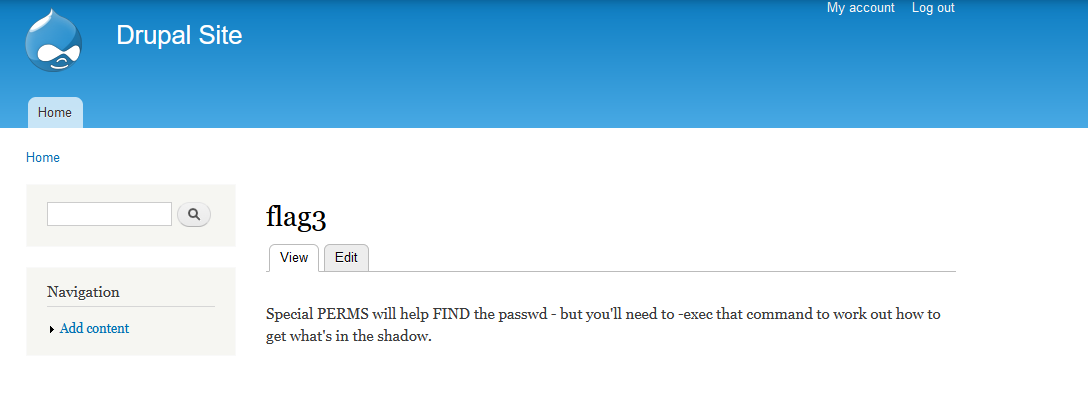 My account Log out
Drupal Site
Home
Home
flag3
View Edit
Navigation
Add content
Special PERMS will help FIND the passwd - but you'll need to -exec that command to work out how to
get what's in the shadow.